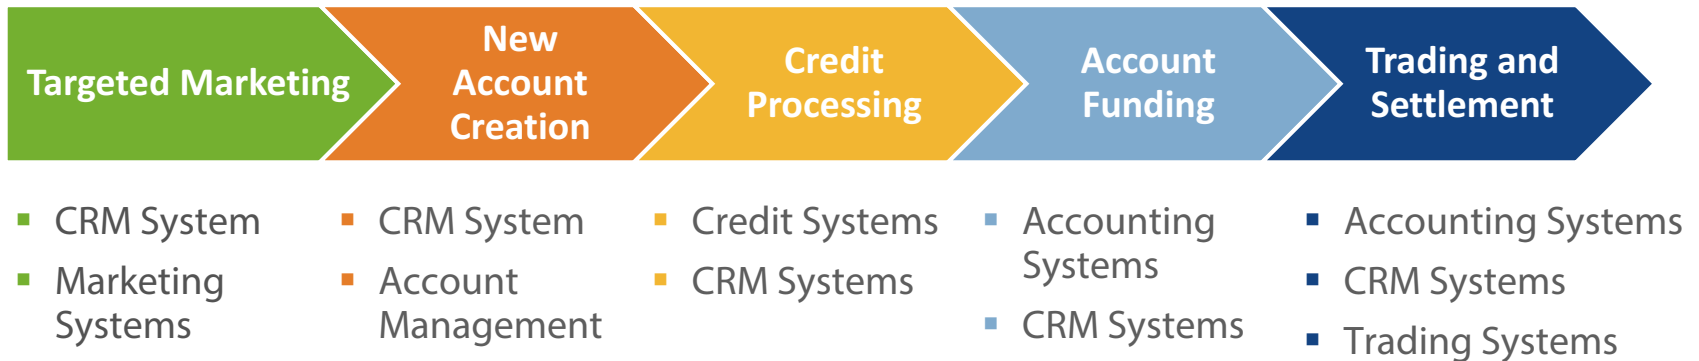 Targeted Marketing
New
Account
Creation
Credit
Processing
Account
Funding
Trading and
Settlement
▪ CRM System
▪ Marketing
Systems
▪ CRM System
▪ Account
Management
▪ Credit Systems
▪ CRM Systems
▪ Accounting
Systems
▪ CRM Systems
▪ Accounting Systems
▪ CRM Systems
▪ Trading Systems